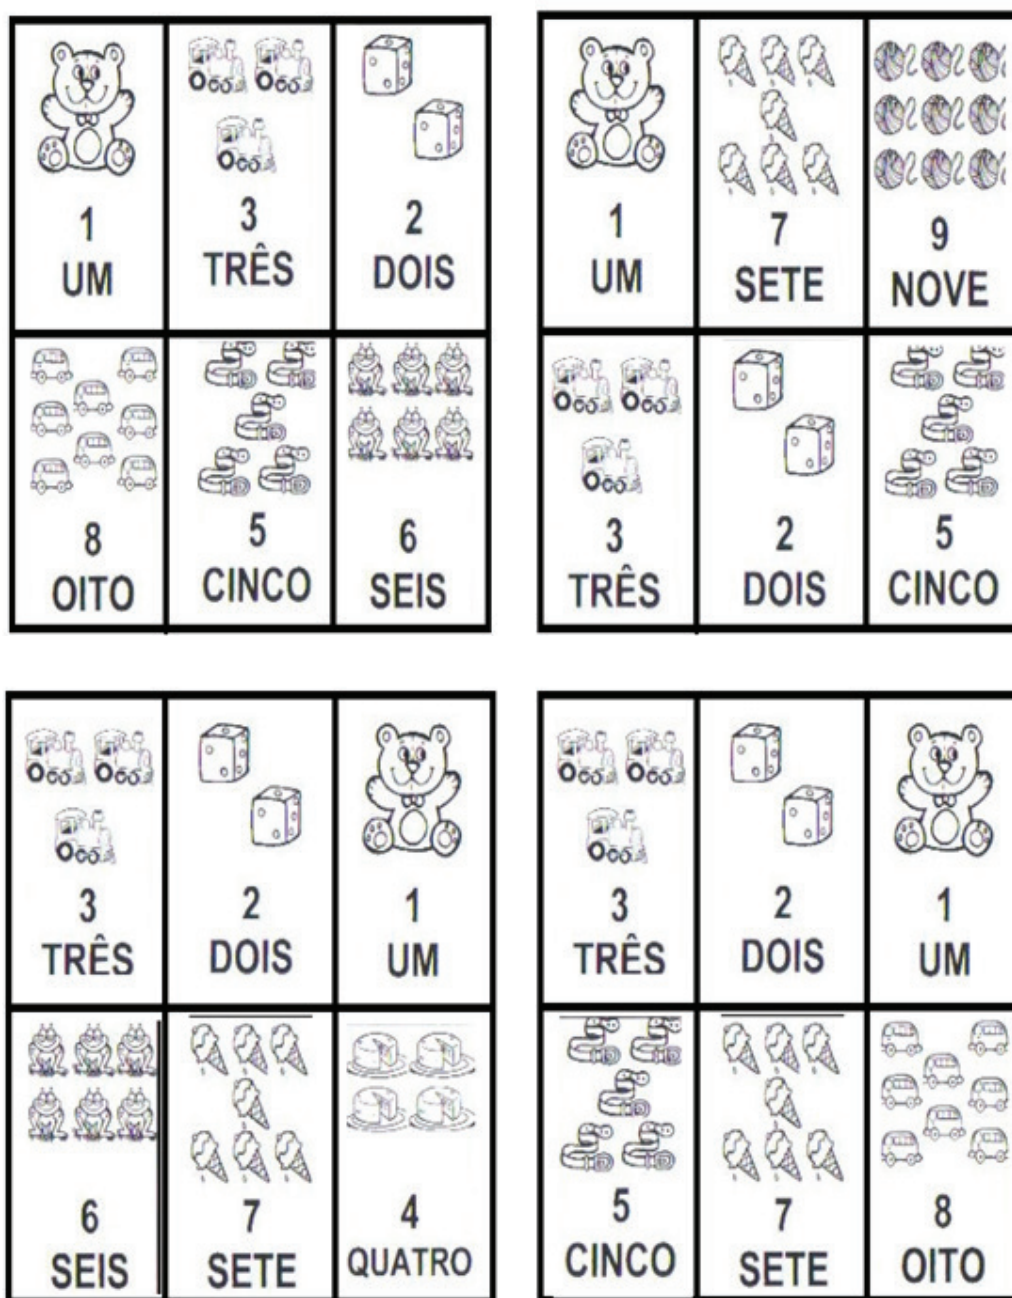 1
UM
3
TRÊS
2
DOIS
8
OITO
5
CINCO
6
SEIS
1
UM
7
SETE
9
NOVE
3
TRÊS
2
DOIS
5
CINCO
3
TRÊS
2
DOIS
1
UM
6
SEIS
7
SETE
4
QUATRO
3
TRÊS
2
DOIS
1
UM
5
CINCO
7
SETE
8
OITO